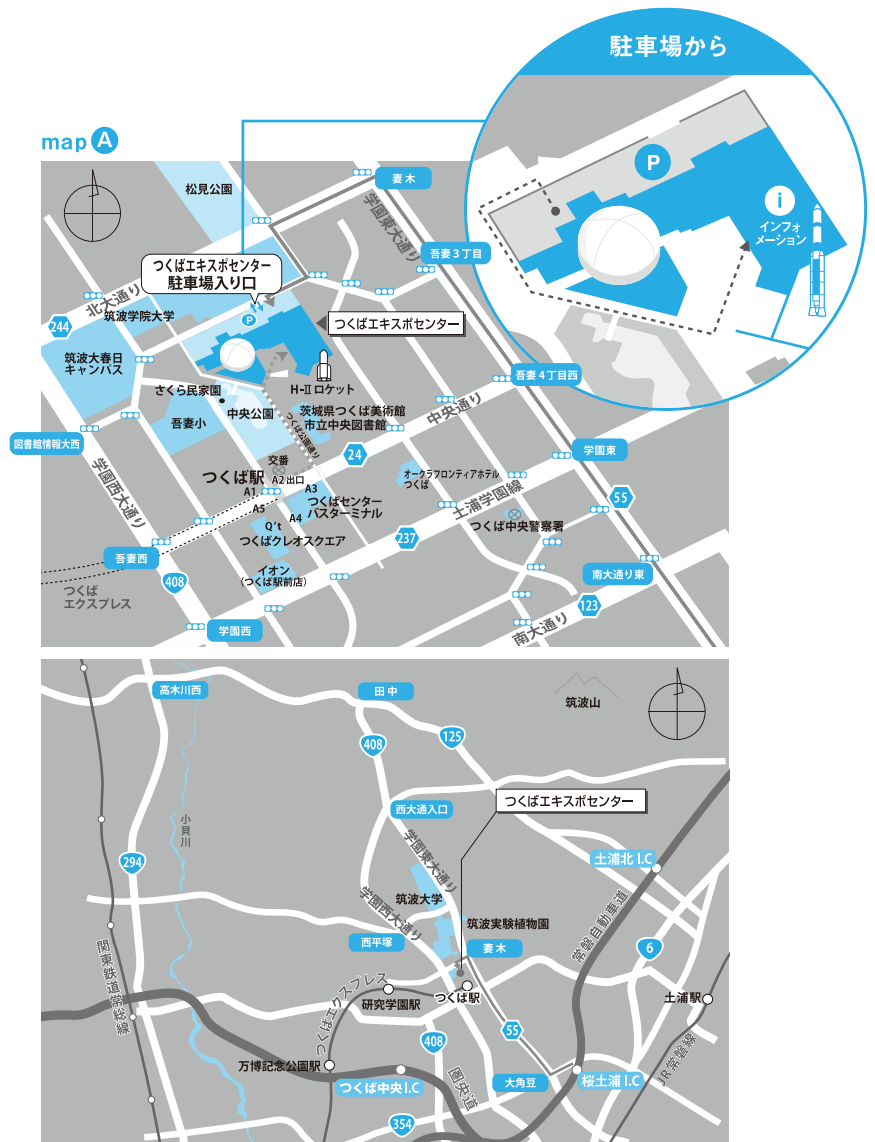 駐車場から
P
i
インフォ
メーション
map A
松見公園
妻木
学園東大通り
つくばエキスポセンター
駐車場入り口
吾妻3丁目
北大通り
筑波学院大学
P
244
つくばエキスポセンター
筑波大春日
キャンパス
さくら民家園
H-Ⅱロケット
吾妻4丁目西
中央公園
茨城県つくば美術館
市立中央図書館
中央通り
吾妻小
つくば公園通り
図書館情報大西
24
学園東
交番
つくば駅
A2出口
オークラフロンティアホテル
つくば
学園西大通り
A1
A3
土浦学園線
55
つくばセンター
バスターミナル
A5
A4
つくば中央警察署
Q't
つくばクレオスクエア
237
吾妻西
イオン
(つくば駅前店)
408
南大通り東
つくば
エクスプレス
123
学園西
南大通り
高木川西
田中
筑波山
408
125
西大通入口
つくばエキスポセンター
小貝川
学園東大通り
294
土浦北I.C
筑波大学
学園西大通り
筑波実験植物園
常磐自動車道
西平塚
妻木
6
関東鉄道常総線
つくばエクスプレス
研究学園駅
つくば駅
土浦駅
55
408
万博記念公園駅
JR常磐線
つくば中央I.C
圏央道
大角豆
桜土浦I.C
354